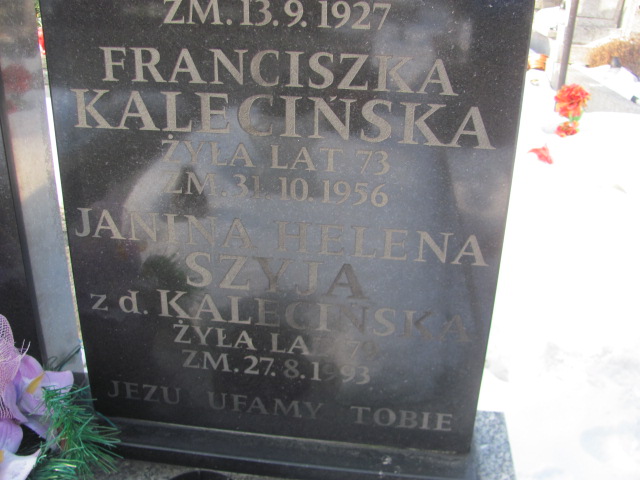 ZM. 13. 9. 1927
FRANCISZKA
KALECIŃSKA
ŻYŁA LAT 73
ZM. 31. 10. 1956
JANINA HELENA
SZYJA
z d. KALECIŃSKA
ŻYŁA LAT
ZM. 27. 8. 1993
JEZU UFAMY TOBIE